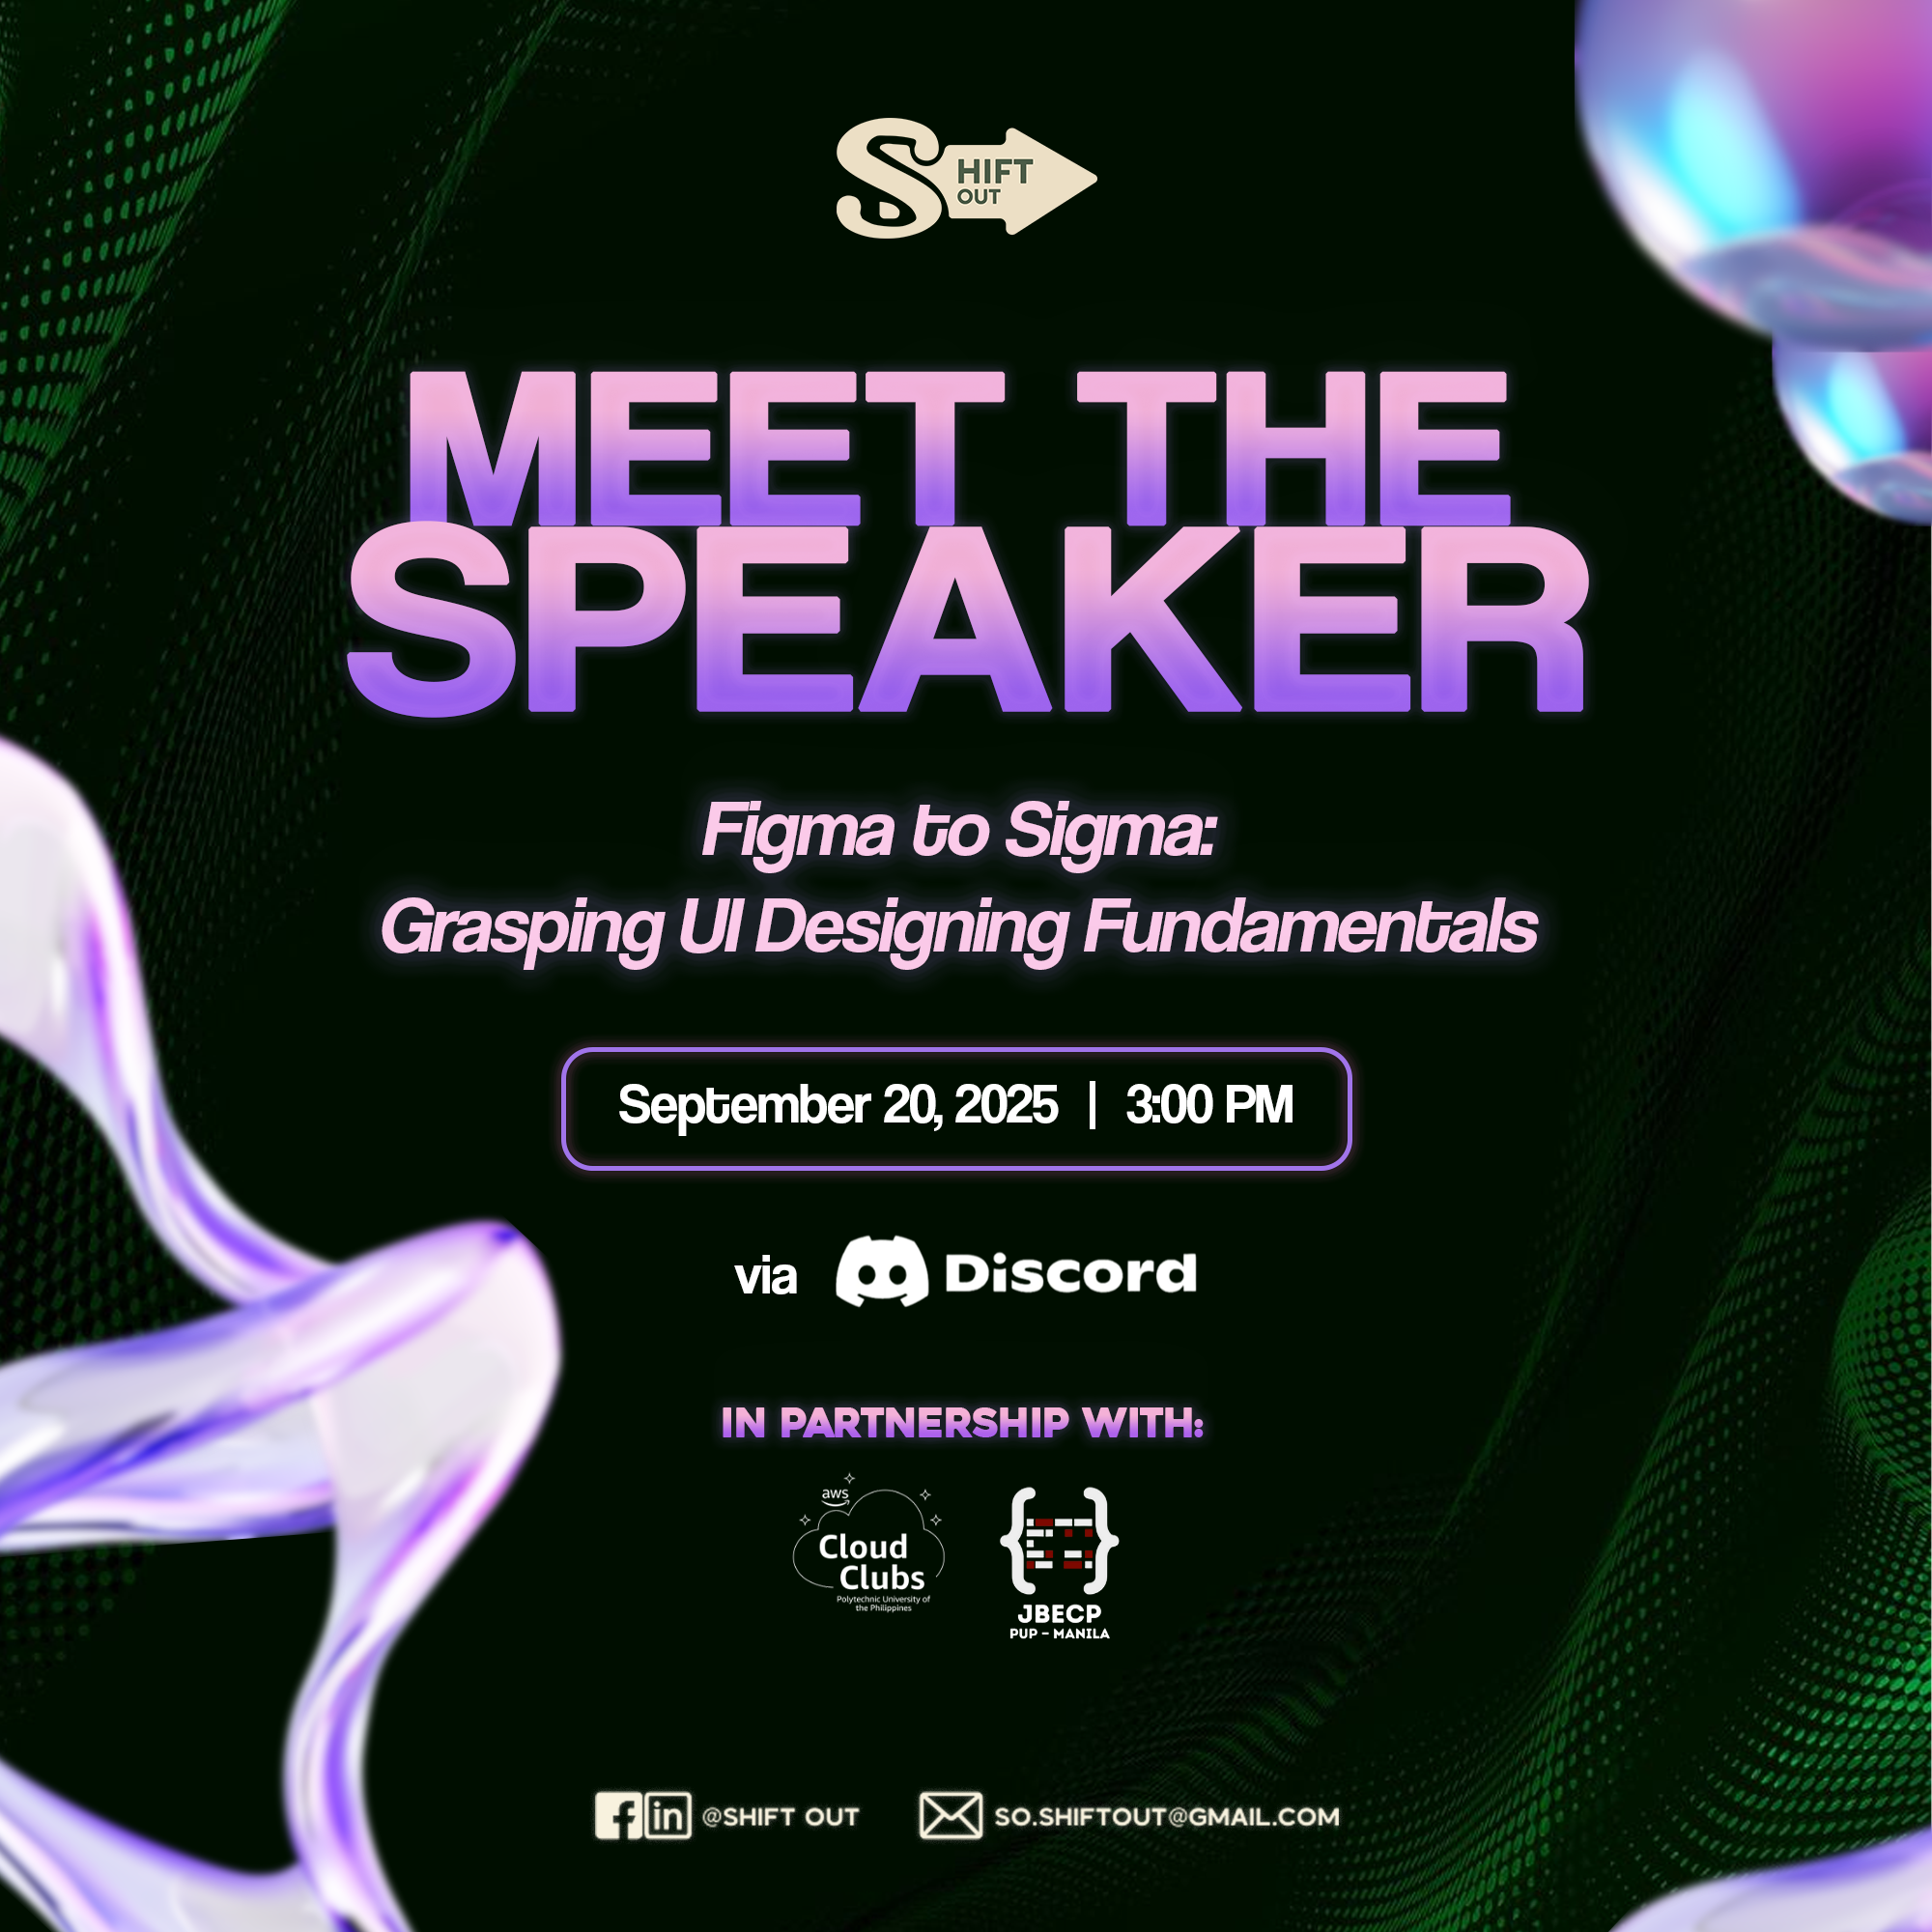 SHIFT
OUT
MEET THE
SPEAKER
Figma to Sigma:
Grasping UI Designing Fundamentals
September 20, 2025 | 3:00 PM
via Discord
IN PARTNERSHIP WITH:
aws
Cloud
Clubs
Polytechnic University of
the Philippines
JBECP
PUP - MANILA
@SHIFT OUT
SO.SHIFTOUT@GMAIL.COM